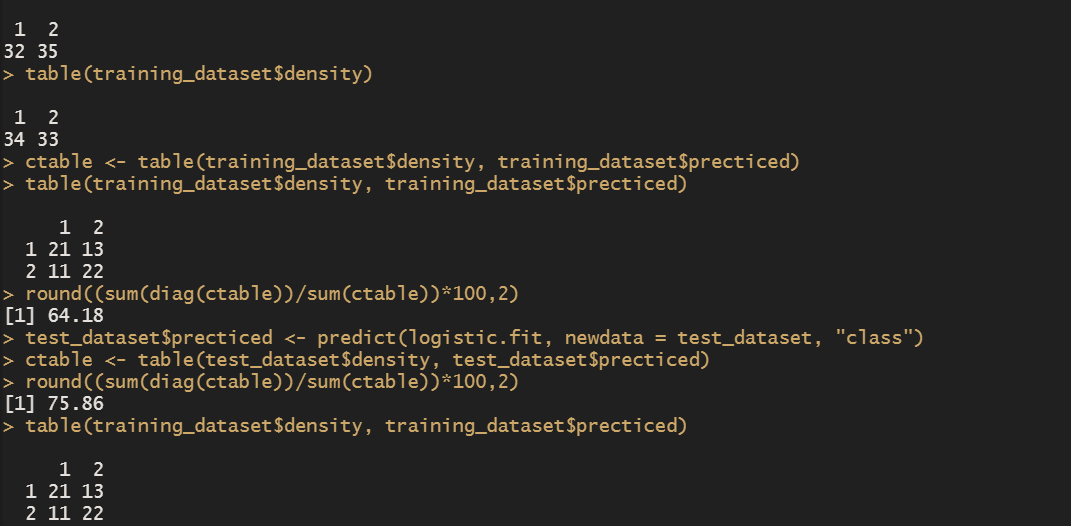 1 2
32 35
> table(training_dataset$density)
1 2
34 33
> ctable <- table(training_dataset$density, training_dataset$precticed)
> table(training_dataset$density, training_dataset$precticed)
1 2
1 21 13
2 11 22
> round((sum(diag(ctable))/sum(ctable))*100,2)
[1] 64.18
> test_dataset$precticed <- predict(logistic.fit, newdata = test_dataset, "class")
> ctable <- table(test_dataset$density, test_dataset$precticed)
> round((sum(diag(ctable))/sum(ctable))*100,2)
[1] 75.86
> table(training_dataset$density, training_dataset$precticed)
1 2
1 21 13
2 11 22